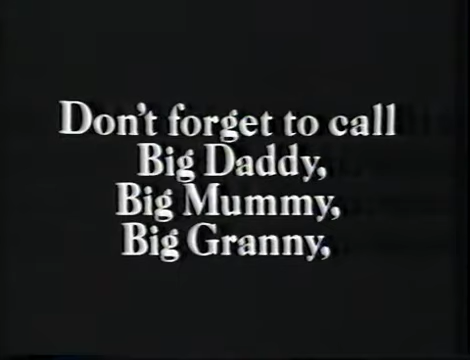 Don't forget to call
Big Daddy,
Big Mummy,
Big Granny,